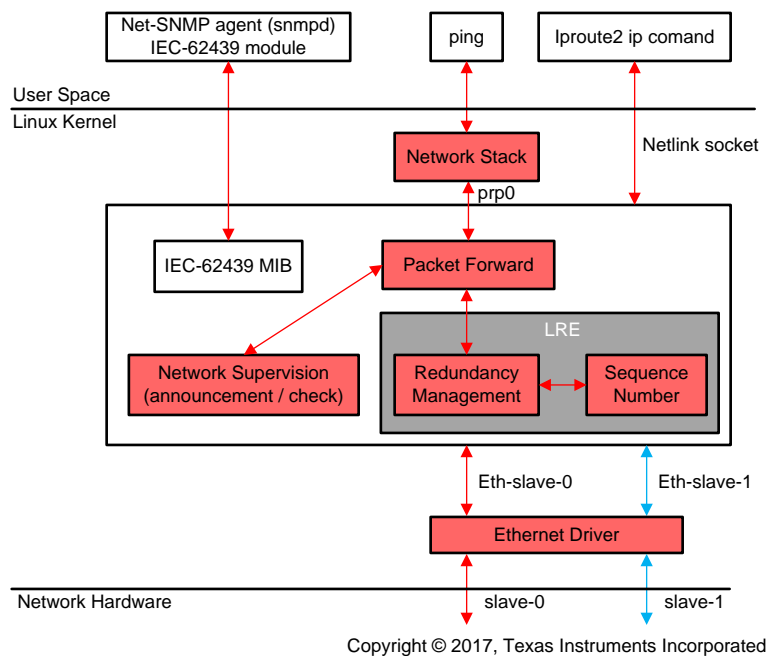 Net-SNMP agent (snmpd)
IEC-62439 module
ping
Iproute2 ip comand
User Space
Linux Kernel
Network Stack
Netlink socket
prp0
IEC-62439 MIB
Packet Forward
LRE
Network Supervision
(announcement / check)
Redundancy
Management
Sequence
Number
Eth-slave-0
Eth-slave-1
Ethernet Driver
Network Hardware
slave-0
slave-1
Copyright © 2017, Texas Instruments Incorporated